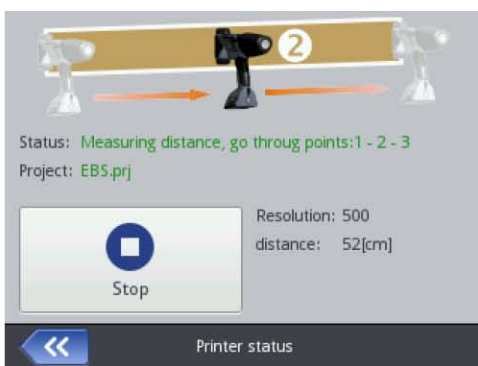 2
Status: Measuring distance, go throug points:1 - 2 - 3
Project: EBS.prj
Resolution: 500
distance: 52[cm]
Stop
Printer status